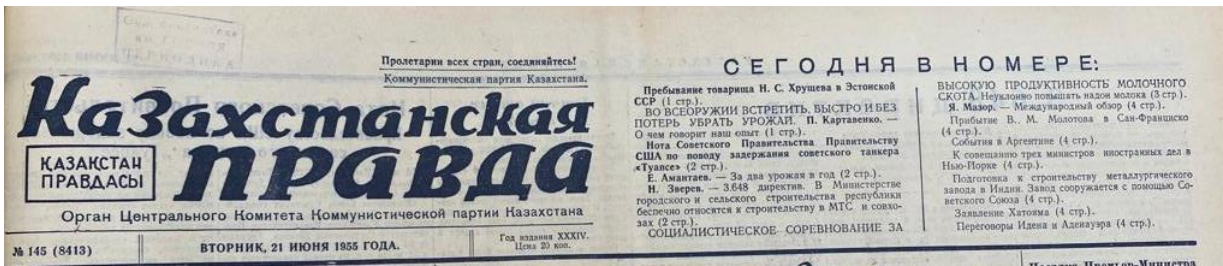 Пролетарии всех стран, соединяйтесь!
Коммунистическая партия Казахстана.
Казахстанская
ҚАЗАҚСТАН
ПРАВДАСЫ
правда
Орган Центрального Комитета Коммунистической партии Казахстана
№ 145 (8413)
ВТОРНИК, 21 ИЮНЯ 1955 ГОДА.
Год издания XXXIV.
Цена 20 коп.
СЕГОДНЯ В НОМЕРЕ:
Пребывание товарища Н. С. Хрущева в Эстонской
ССР (1 стр.).
ВО ВСЕОРУЖИИ ВСТРЕТИТЬ, БЫСТРО И БЕЗ
ПОТЕРЬ УБРАТЬ УРОЖАЙ. П. Картавенко. —
О чем говорит наш опыт (1 стр.).
Нота Советского Правительства Правительству
США по поводу задержания советского танкера
«Туапсе» (2 стр.).
Е. Амантаев. — За два урожая в год (2 стр.).
Н. Зверев. — 3.648 директив. В Министерстве
городского и сельского строительства республики
беспечно относятся к строительству в МТС и совхо-
зах (2 стр.).
СОЦИАЛИСТИЧЕСКОЕ СОРЕВНОВАНИЕ ЗА
ВЫСОКУЮ ПРОДУКТИВНОСТЬ МОЛОЧНОГО
СКОТА. Неуклонно повышать надои молока (3 стр.).
Я. Мазор. — Международный обзор (4 стр.).
Прибытие В. М. Молотова в Сан-Франциско
(4 стр.).
События в Аргентине (4 стр.).
К совещанию трех министров иностранных дел в
Нью-Йорке (4 стр.).
Подготовка к строительству металлургического
завода в Индии. Завод сооружается с помощью Со-
ветского Союза (4 стр.).
Заявление Хатояма (4 стр.).
Переговоры Идена и Аденауэра (4 стр.).
Премьер-Министра